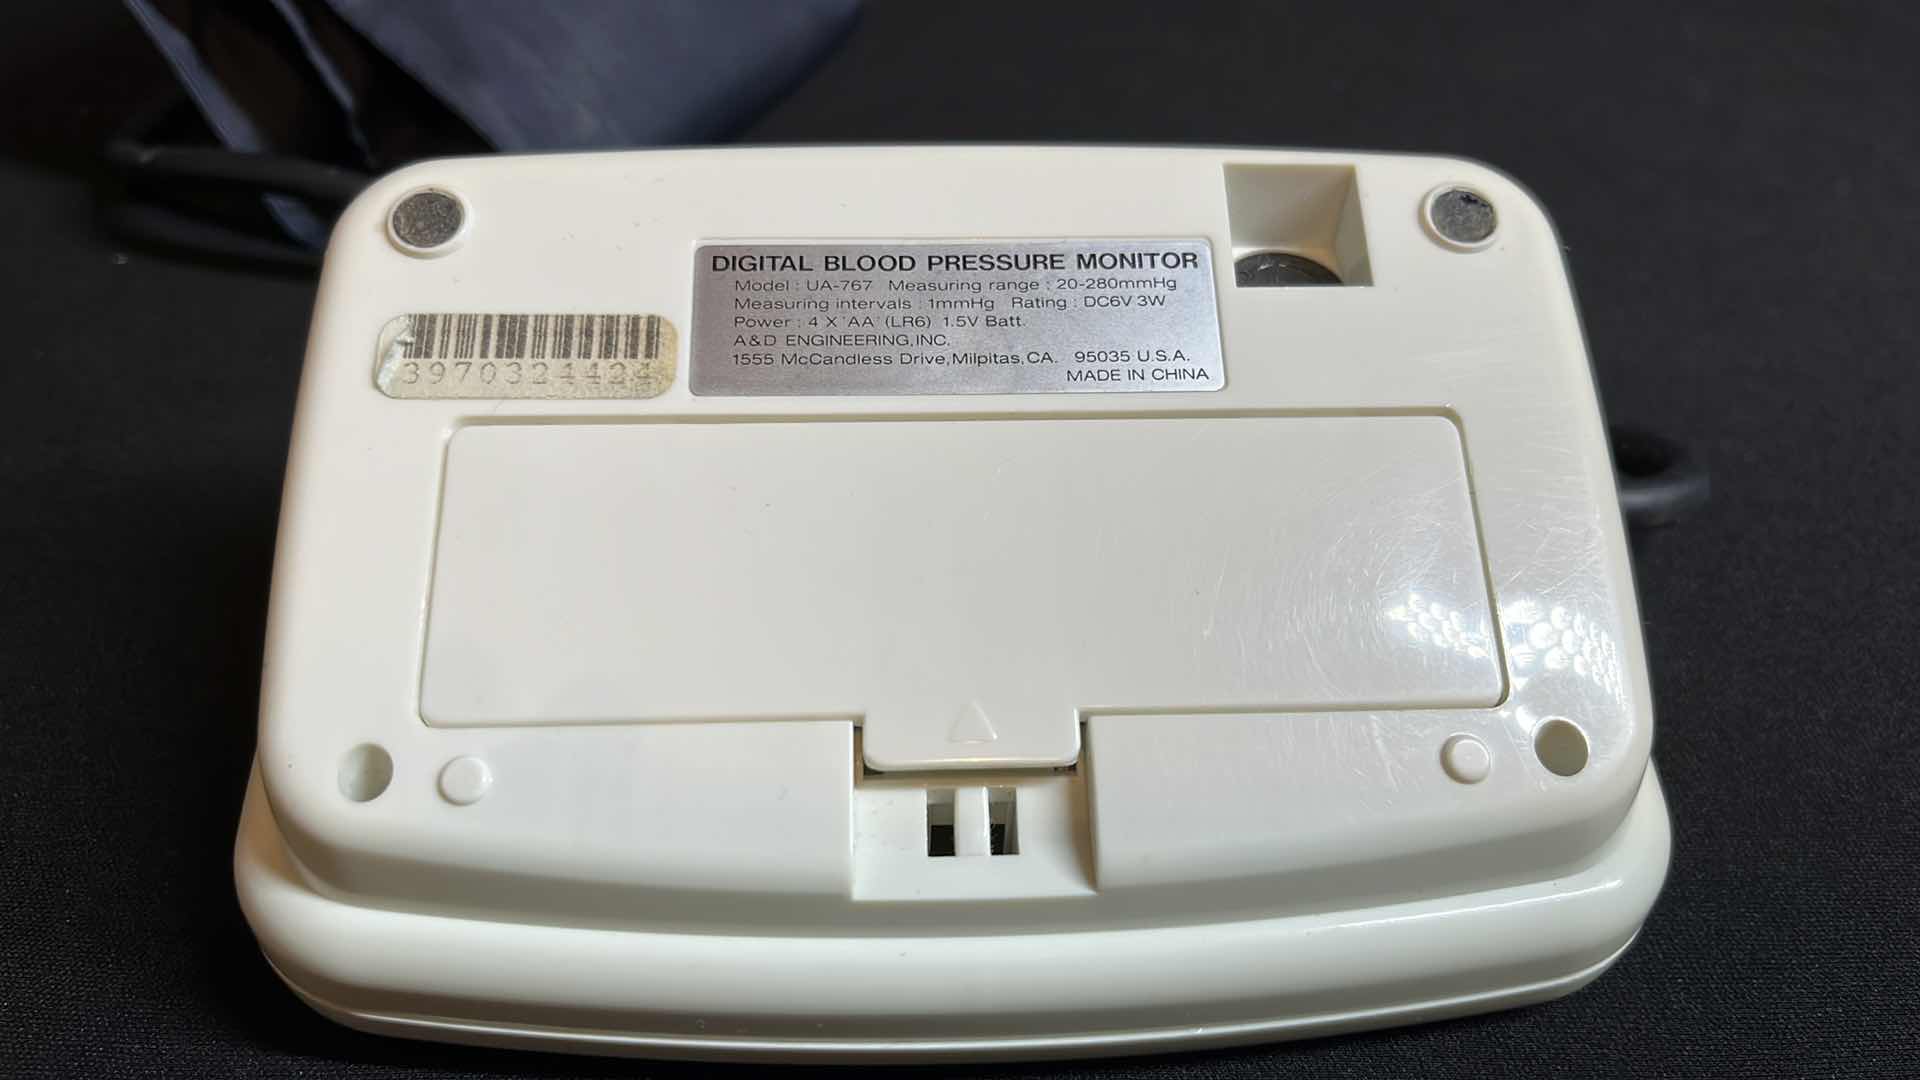 DIGITAL BLOOD PRESSURE MONITOR
Model : UA-767 Measuring range : 20-280mmHg
Measuring intervals : 1mmHg Rating : DC6V 3W
Power : 4 X "AA" (LR6) 1.5V Batt.
A&D ENGINEERING,INC.
1555 McCandless Drive,Milpitas,CA. 95035 U.S.A.
MADE IN CHINA
3970324424